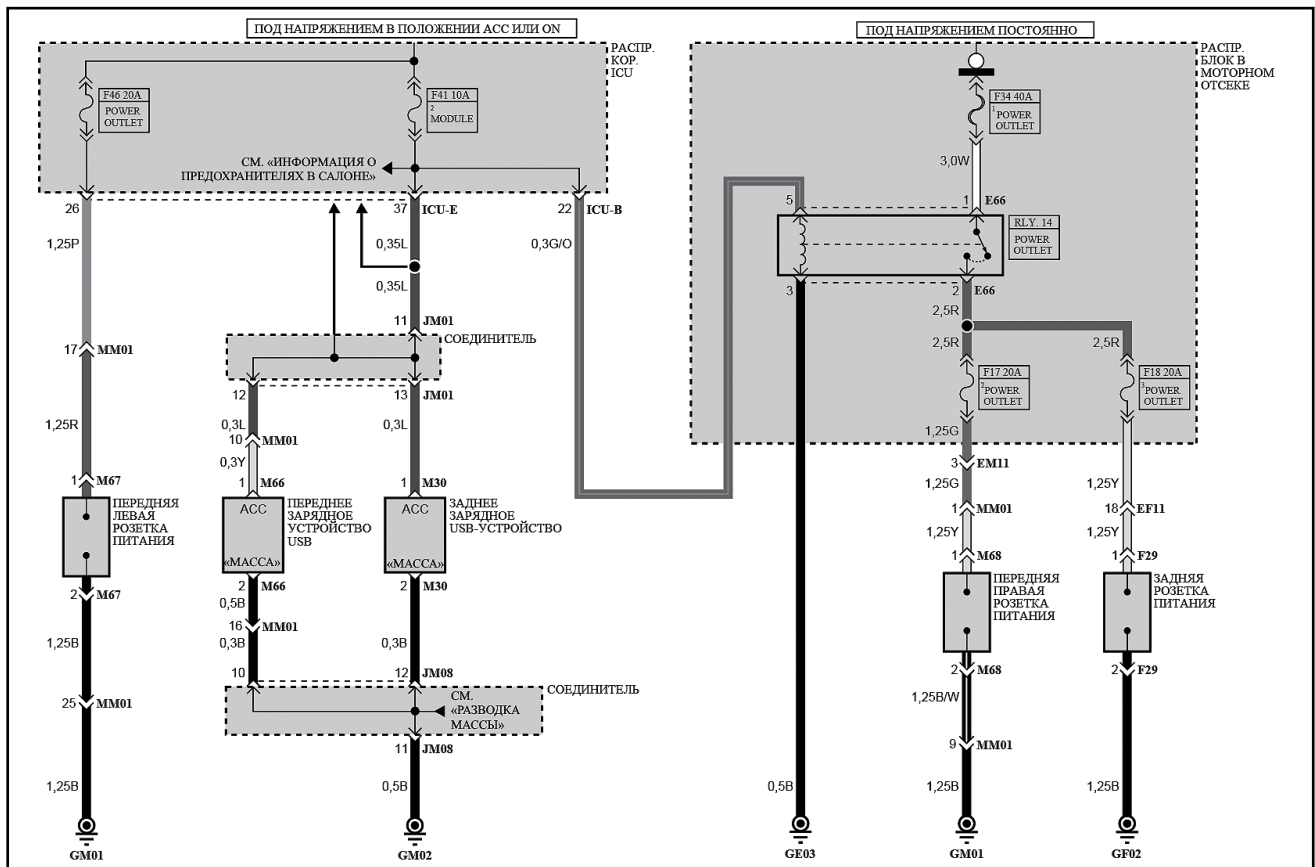 ПОД НАПРЯЖЕНИЕМ В ПОЛОЖЕНИИ ACC ИЛИ ON
РАСПР.
КОР.
ICU
F46 20A
POWER
OUTLET
F41 10A
2
MODULE
СМ. «ИНФОРМАЦИЯ О
ПРЕДОХРАНИТЕЛЯХ В САЛОНЕ»
26
37
ICU-E
22
ICU-B
1,25P
0,35L
0,3G/O
0,35L
11
JM01
СОЕДИНИТЕЛЬ
17
MM01
12
13
JM01
1,25R
0,3L
0,3L
10
MM01
0,3Y
1
M67
1
M66
1
M30
ПЕРЕДНЯЯ
ЛЕВАЯ
РОЗЕТКА
ПИТАНИЯ
ACC
«МАССА»
ПЕРЕДНЕЕ
ЗАРЯДНОЕ
УСТРОЙСТВО
USB
ACC
«МАССА»
ЗАДНЕЕ
ЗАРЯДНОЕ
USB-УСТРОЙСТВО
2
M67
2
M66
2
M30
0,5B
16
MM01
1,25B
0,3B
0,3B
10
12
JM08
СОЕДИНИТЕЛЬ
25
MM01
СМ.
«РАЗВОДКА
МАССЫ»
11
JM08
1,25B
0,5B
GM01
GM02
ПОД НАПРЯЖЕНИЕМ ПОСТОЯННО
РАСПР.
БЛОК В
МОТОРНОМ
ОТСЕКЕ
F34 40A
1
POWER
OUTLET
3,0W
5
1
E66
RLY. 14
POWER
OUTLET
3
2
E66
2,5R
2,5R
2,5R
F17 20A
2
POWER
OUTLET
F18 20A
3
POWER
OUTLET
1,25G
3
EM11
1,25G
1,25Y
1
MM01
18
EF11
1,25Y
1,25Y
1
M68
1
F29
ПЕРЕДНЯЯ
ПРАВАЯ
РОЗЕТКА
ПИТАНИЯ
ЗАДНЯЯ
РОЗЕТКА
ПИТАНИЯ
2
M68
2
F29
1,25B/W
9
MM01
0,5B
1,25B
1,25B
GE03
GM01
GF02